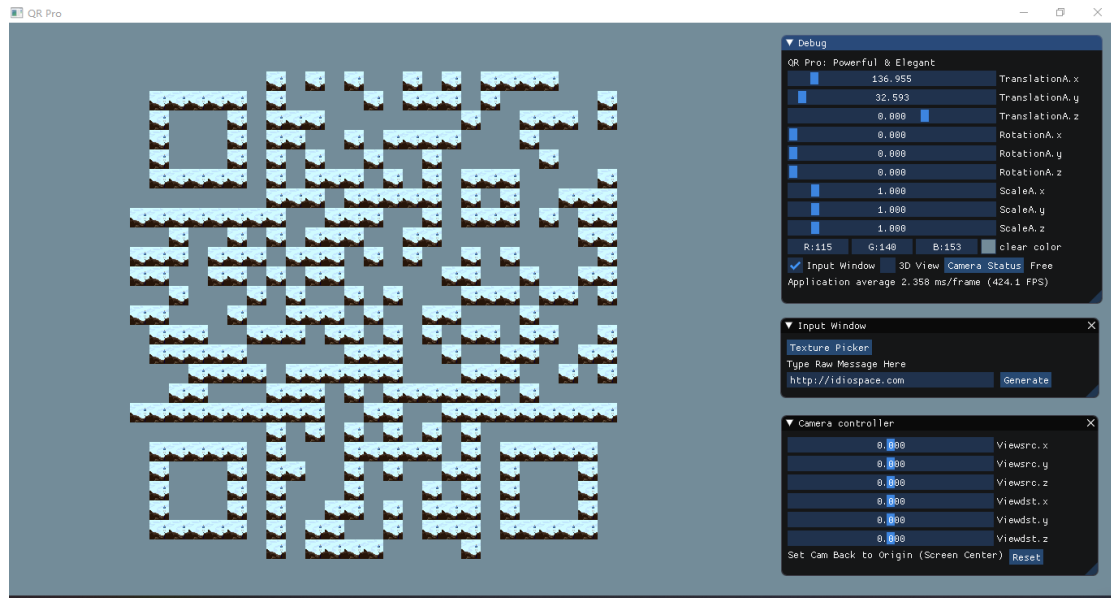 QR Pro
Debug
QR Pro: Powerful & Elegant
136.955 TranslationA.x
32.593 TranslationA.y
0.000 TranslationA.z
0.000 RotationA.x
0.000 RotationA.y
0.000 RotationA.z
1.000 ScaleA.x
1.000 ScaleA.y
1.000 ScaleA.z
R:115 G:140 B:153 clear color
Input Window 3D View Camera Status Free
Application average 2.358 ms/frame (424.1 FPS)
Input Window
Texture Picker
Type Raw Message Here
http://idiospace.com Generate
Camera controller
0.000 Viewsrc.x
0.000 Viewsrc.y
0.000 Viewsrc.z
0.000 Viewdst.x
0.000 Viewdst.y
0.000 Viewdst.z
Set Cam Back to Origin (Screen Center) Reset